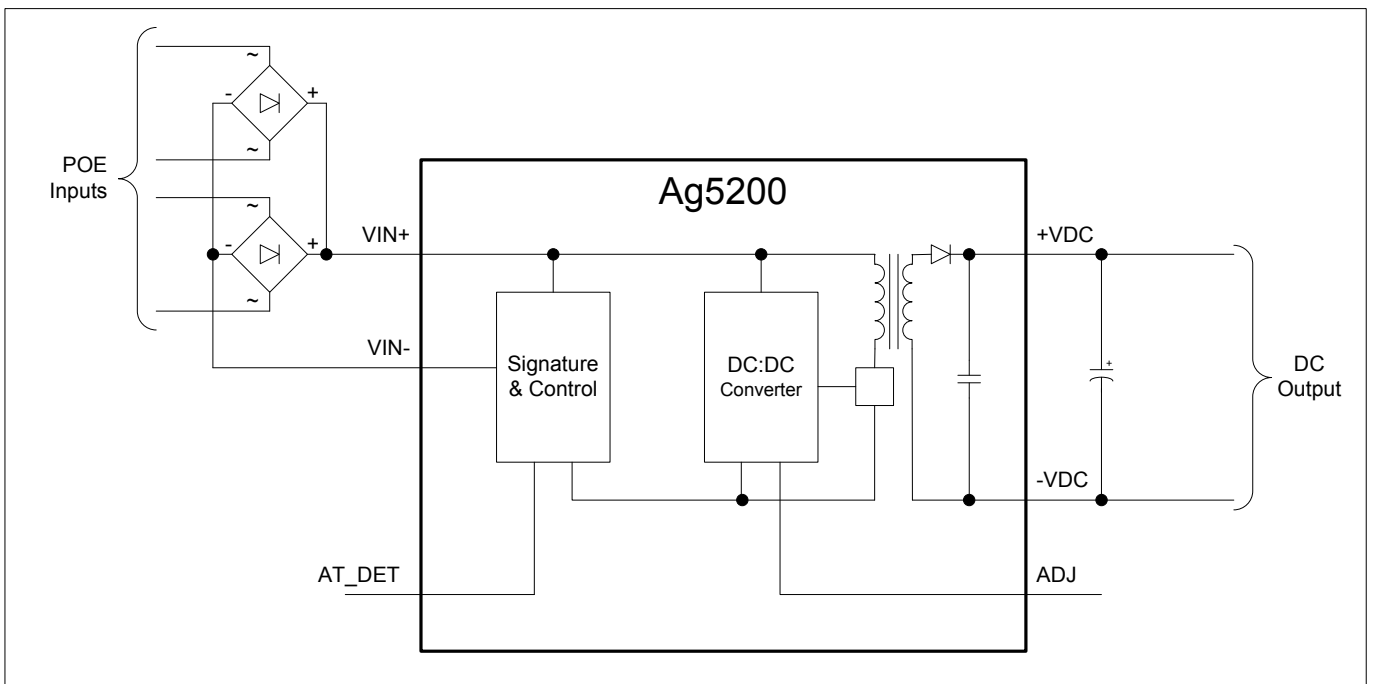 ~
-
+
~
POE
Inputs
~
-
+
~
Ag5200
VIN+
+VDC
VIN-
Signature
& Control
DC:DC
Converter
+
DC
Output
-VDC
AT_DET
ADJ